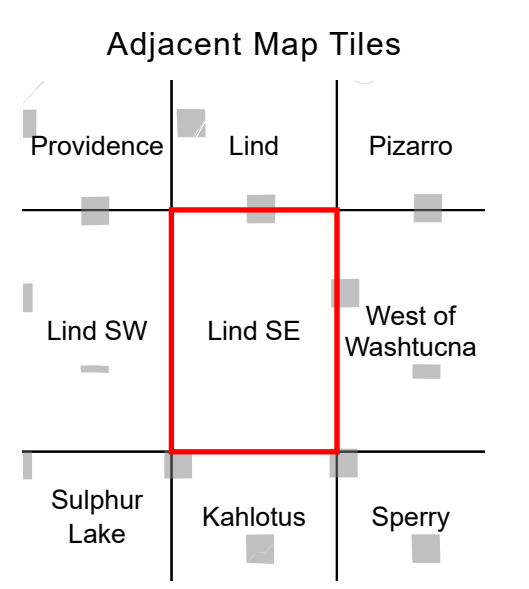 Adjacent Map Tiles
Providence
Lind
Pizarro
Lind SW
Lind SE
West of
Washtucna
Sulphur
Lake
Kahlotus
Sperry